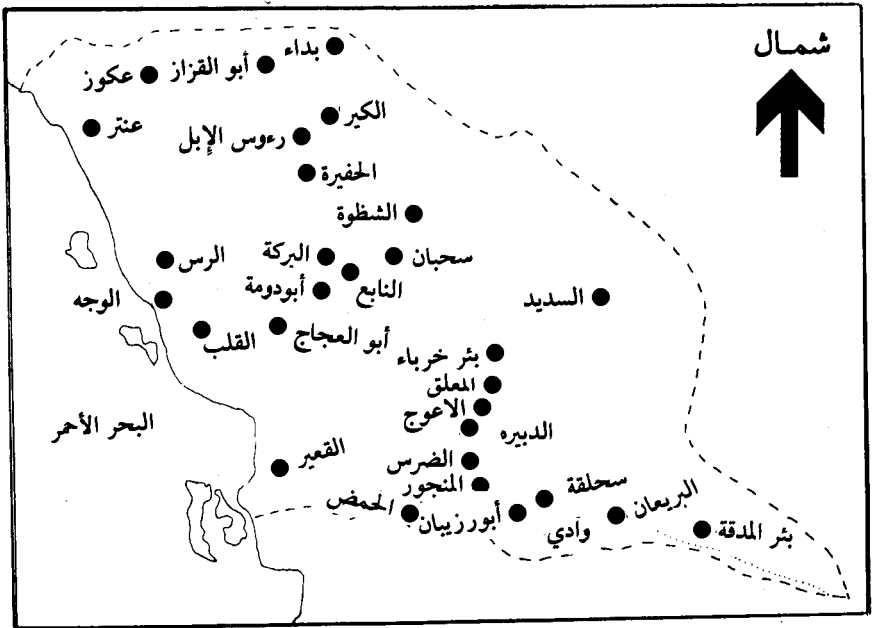 شمـال
بداء
أبو القزاز
عكوز
الكير
عنتر
رءوس الإبل
الحفيرة
الشظوة
سحبان
البركة
الرس
النابع
أبودومة
الوجه
السديد
أبو العجاج
القلب
بئر خرباء
المعلق
الاعوج
الدبيره
البحر الأحمر
القعير
الضرس
المنجور
سحلقة
البريعان
الحمض
أبورزيبان
وادي
بئر المدقة